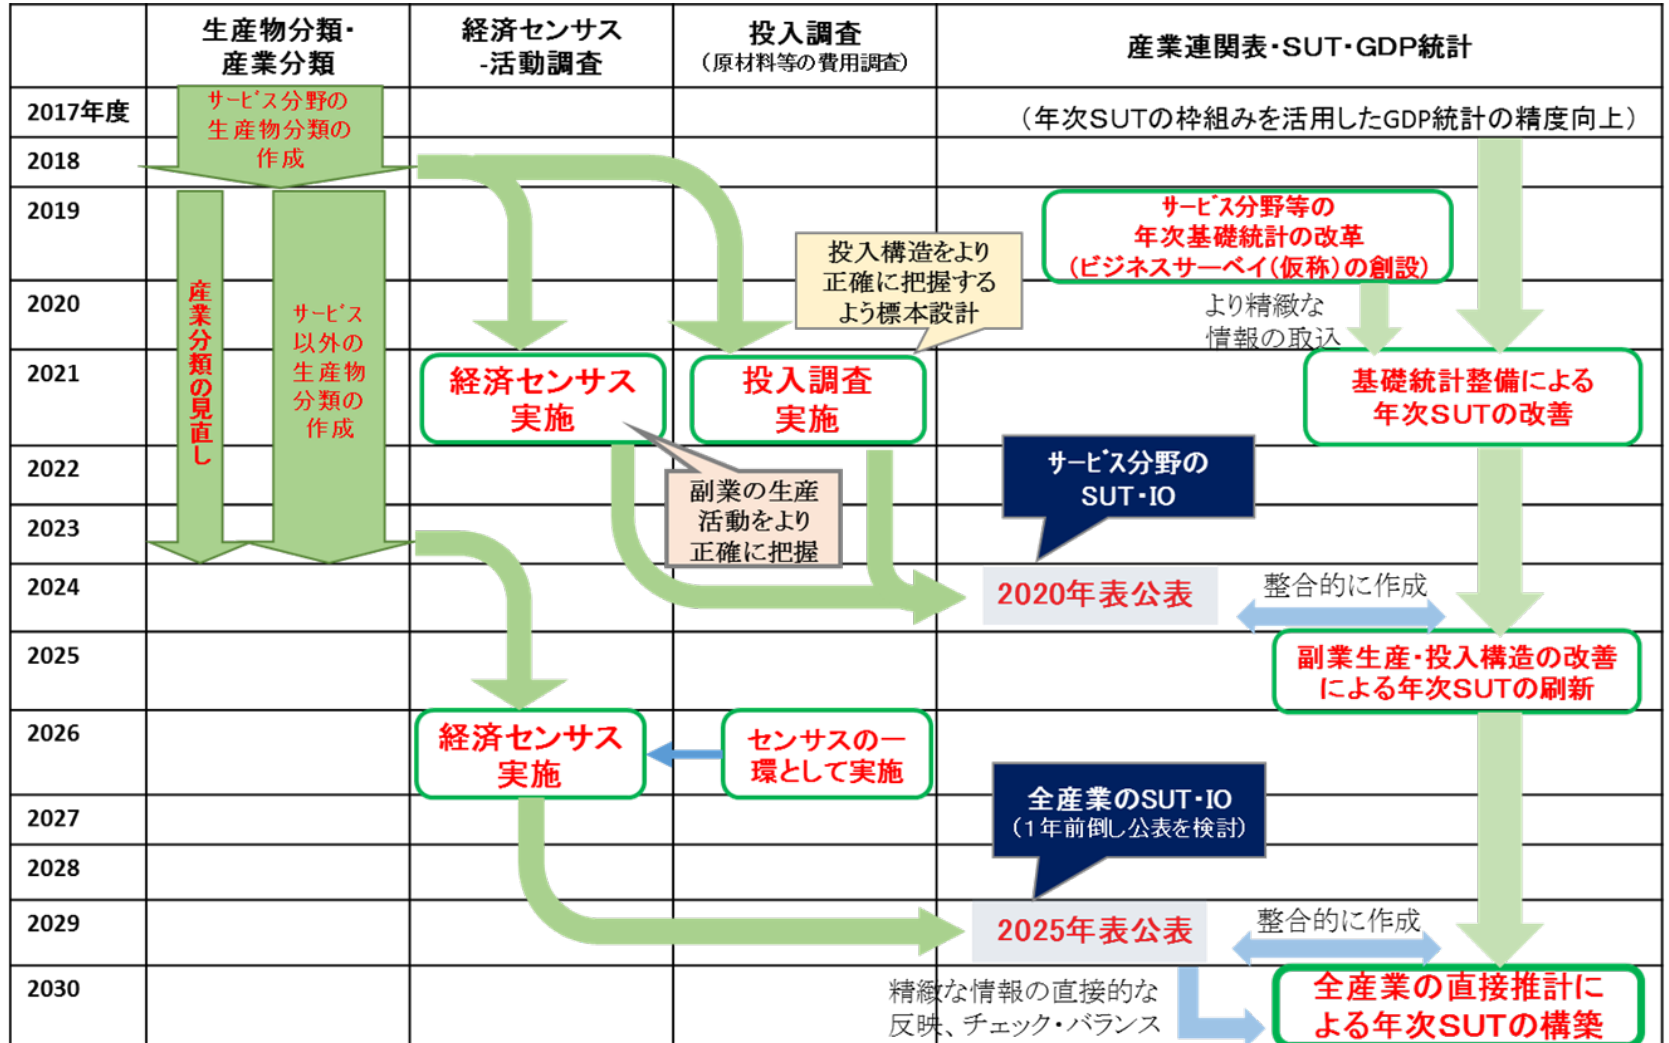 生産物分類・
産業分類
経済センサス
-活動調査
投入調査
（原材料等の費用調査）
産業連関表・SUT・GDP統計
2017年度
サービス分野の
生産物分類の
作成
（年次SUTの枠組みを活用したGDP統計の精度向上）
2018
2019
サービス分野等の
年次基礎統計の改革
（ビジネスサーベイ（仮称）の創設）
投入構造をより
正確に把握する
よう標本設計
産業分類の見直し
サービス
以外の
生産物
分類の
作成
2020
より精緻な
情報の取込
2021
経済センサス
実施
投入調査
実施
基礎統計整備による
年次SUTの改善
2022
副業の生産
活動をより
正確に把握
サービス分野の
SUT・IO
2023
2024
2020年表公表
整合的に作成
2025
副業生産・投入構造の改善
による年次SUTの刷新
2026
経済センサス
実施
センサスの一
環として実施
2027
全産業のSUT・IO
（１年前倒し公表を検討）
2028
2029
2025年表公表
整合的に作成
2030
精緻な情報の直接的な
反映、チェック・バランス
全産業の直接推計に
よる年次SUTの構築